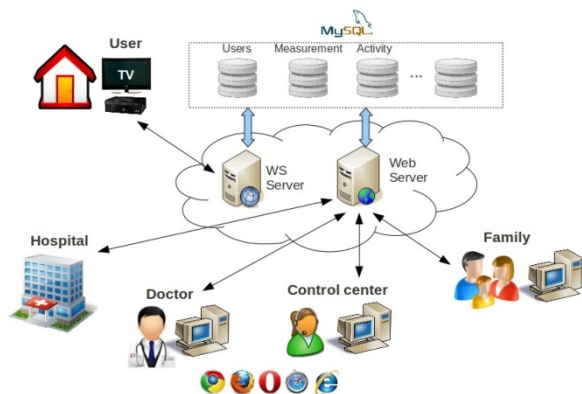 MySQL
User
Users
Measurement
Activity
...
TV
WS
Server
Web
Server
Hospital
Family
Doctor
Control center